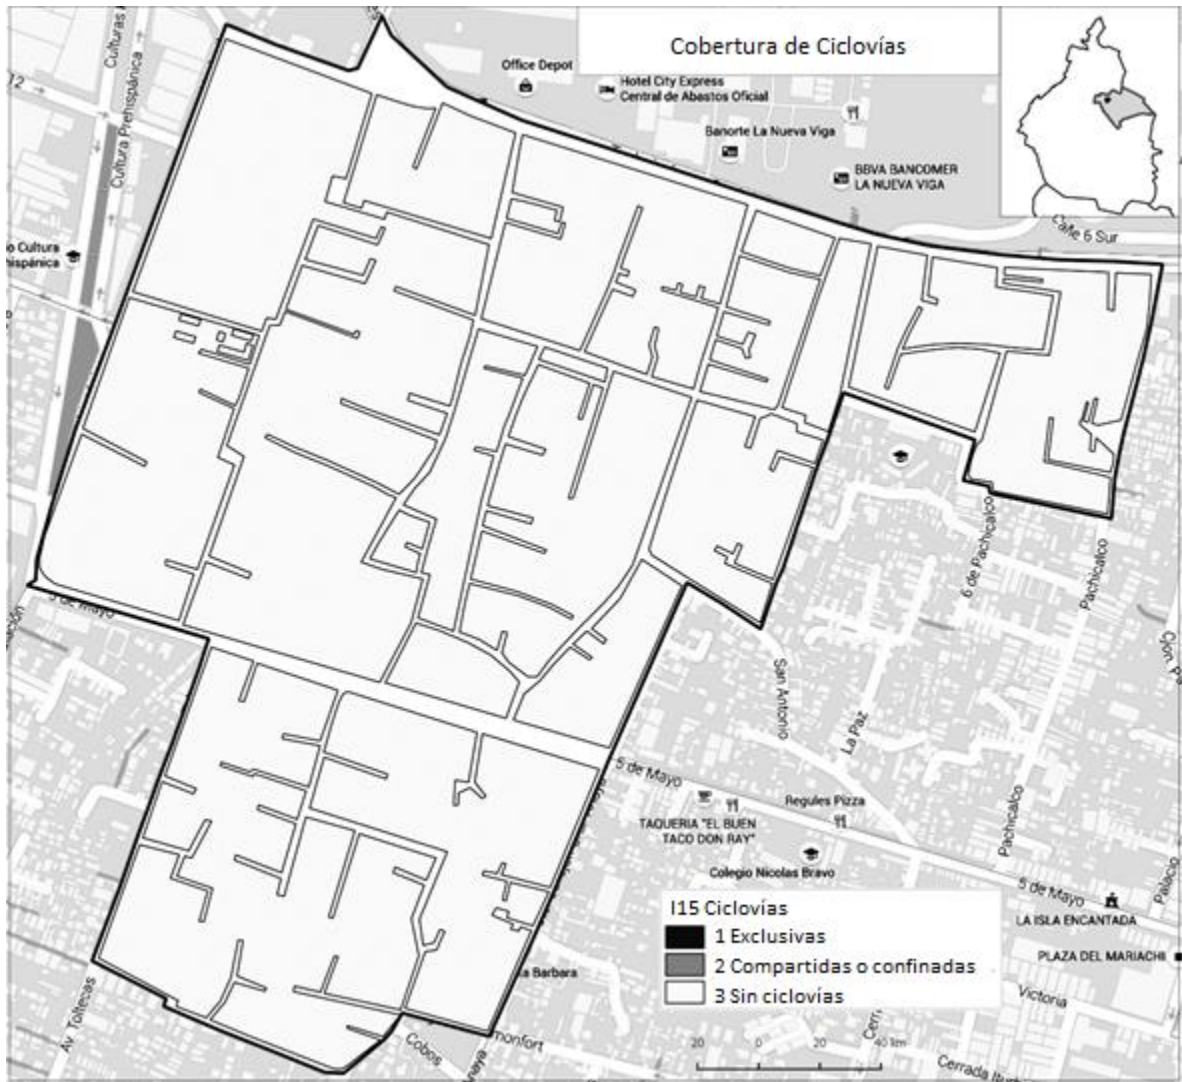 Cobertura de Ciclovías
Culturas
Cultura Prehispánica
12
Office Depot
Hotel City Express
Central de Abastos Oficial
Banorte La Nueva Viga
BBVA BANCOMER
LA NUEVA VIGA
Calle 6 Sur
o Cultura
hispánica
5 de Mayo
6 de Pachicalco
Pachicalco
San Antonio
La Paz
5 de Mayo
Regules Pizza
TAQUERIA "EL BUEN
TACO DON RAY"
Colegio Nicolas Bravo
Pachicalco
5 de Mayo
Palacio
LA ISLA ENCANTADA
PLAZA DEL MARIACHI
I15 Ciclovías
1 Exclusivas
2 Compartidas o confinadas
3 Sin ciclovías
Victoria
Av Toltecas
Cobos
20 0 20 40 km